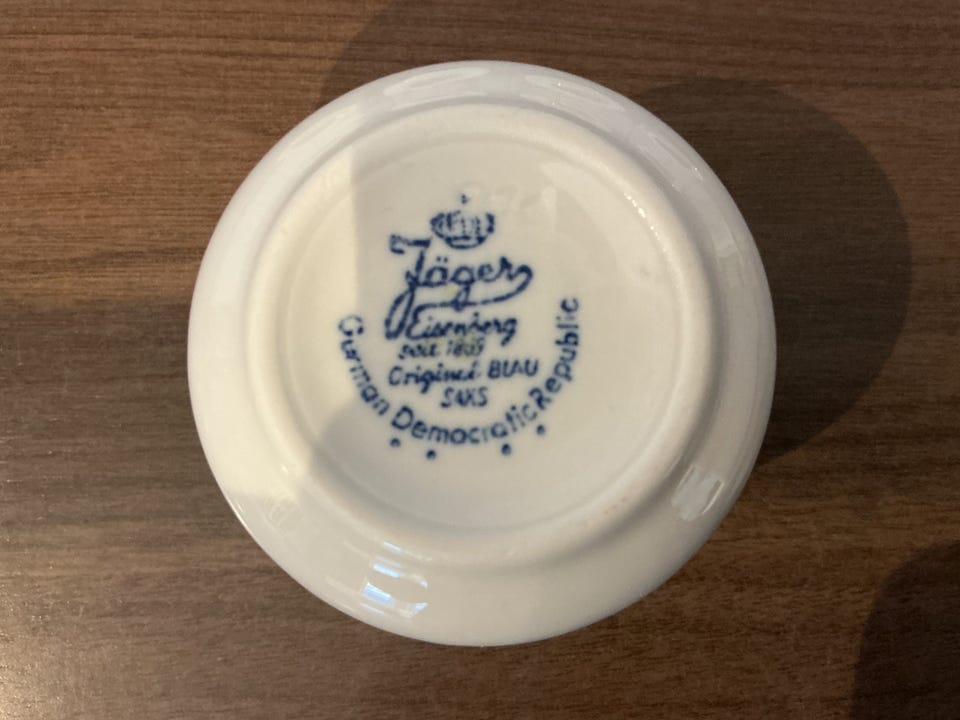 Jäger
Eisenberg
seit 1869
Original BLAU
SAKS
German Democratic Republic